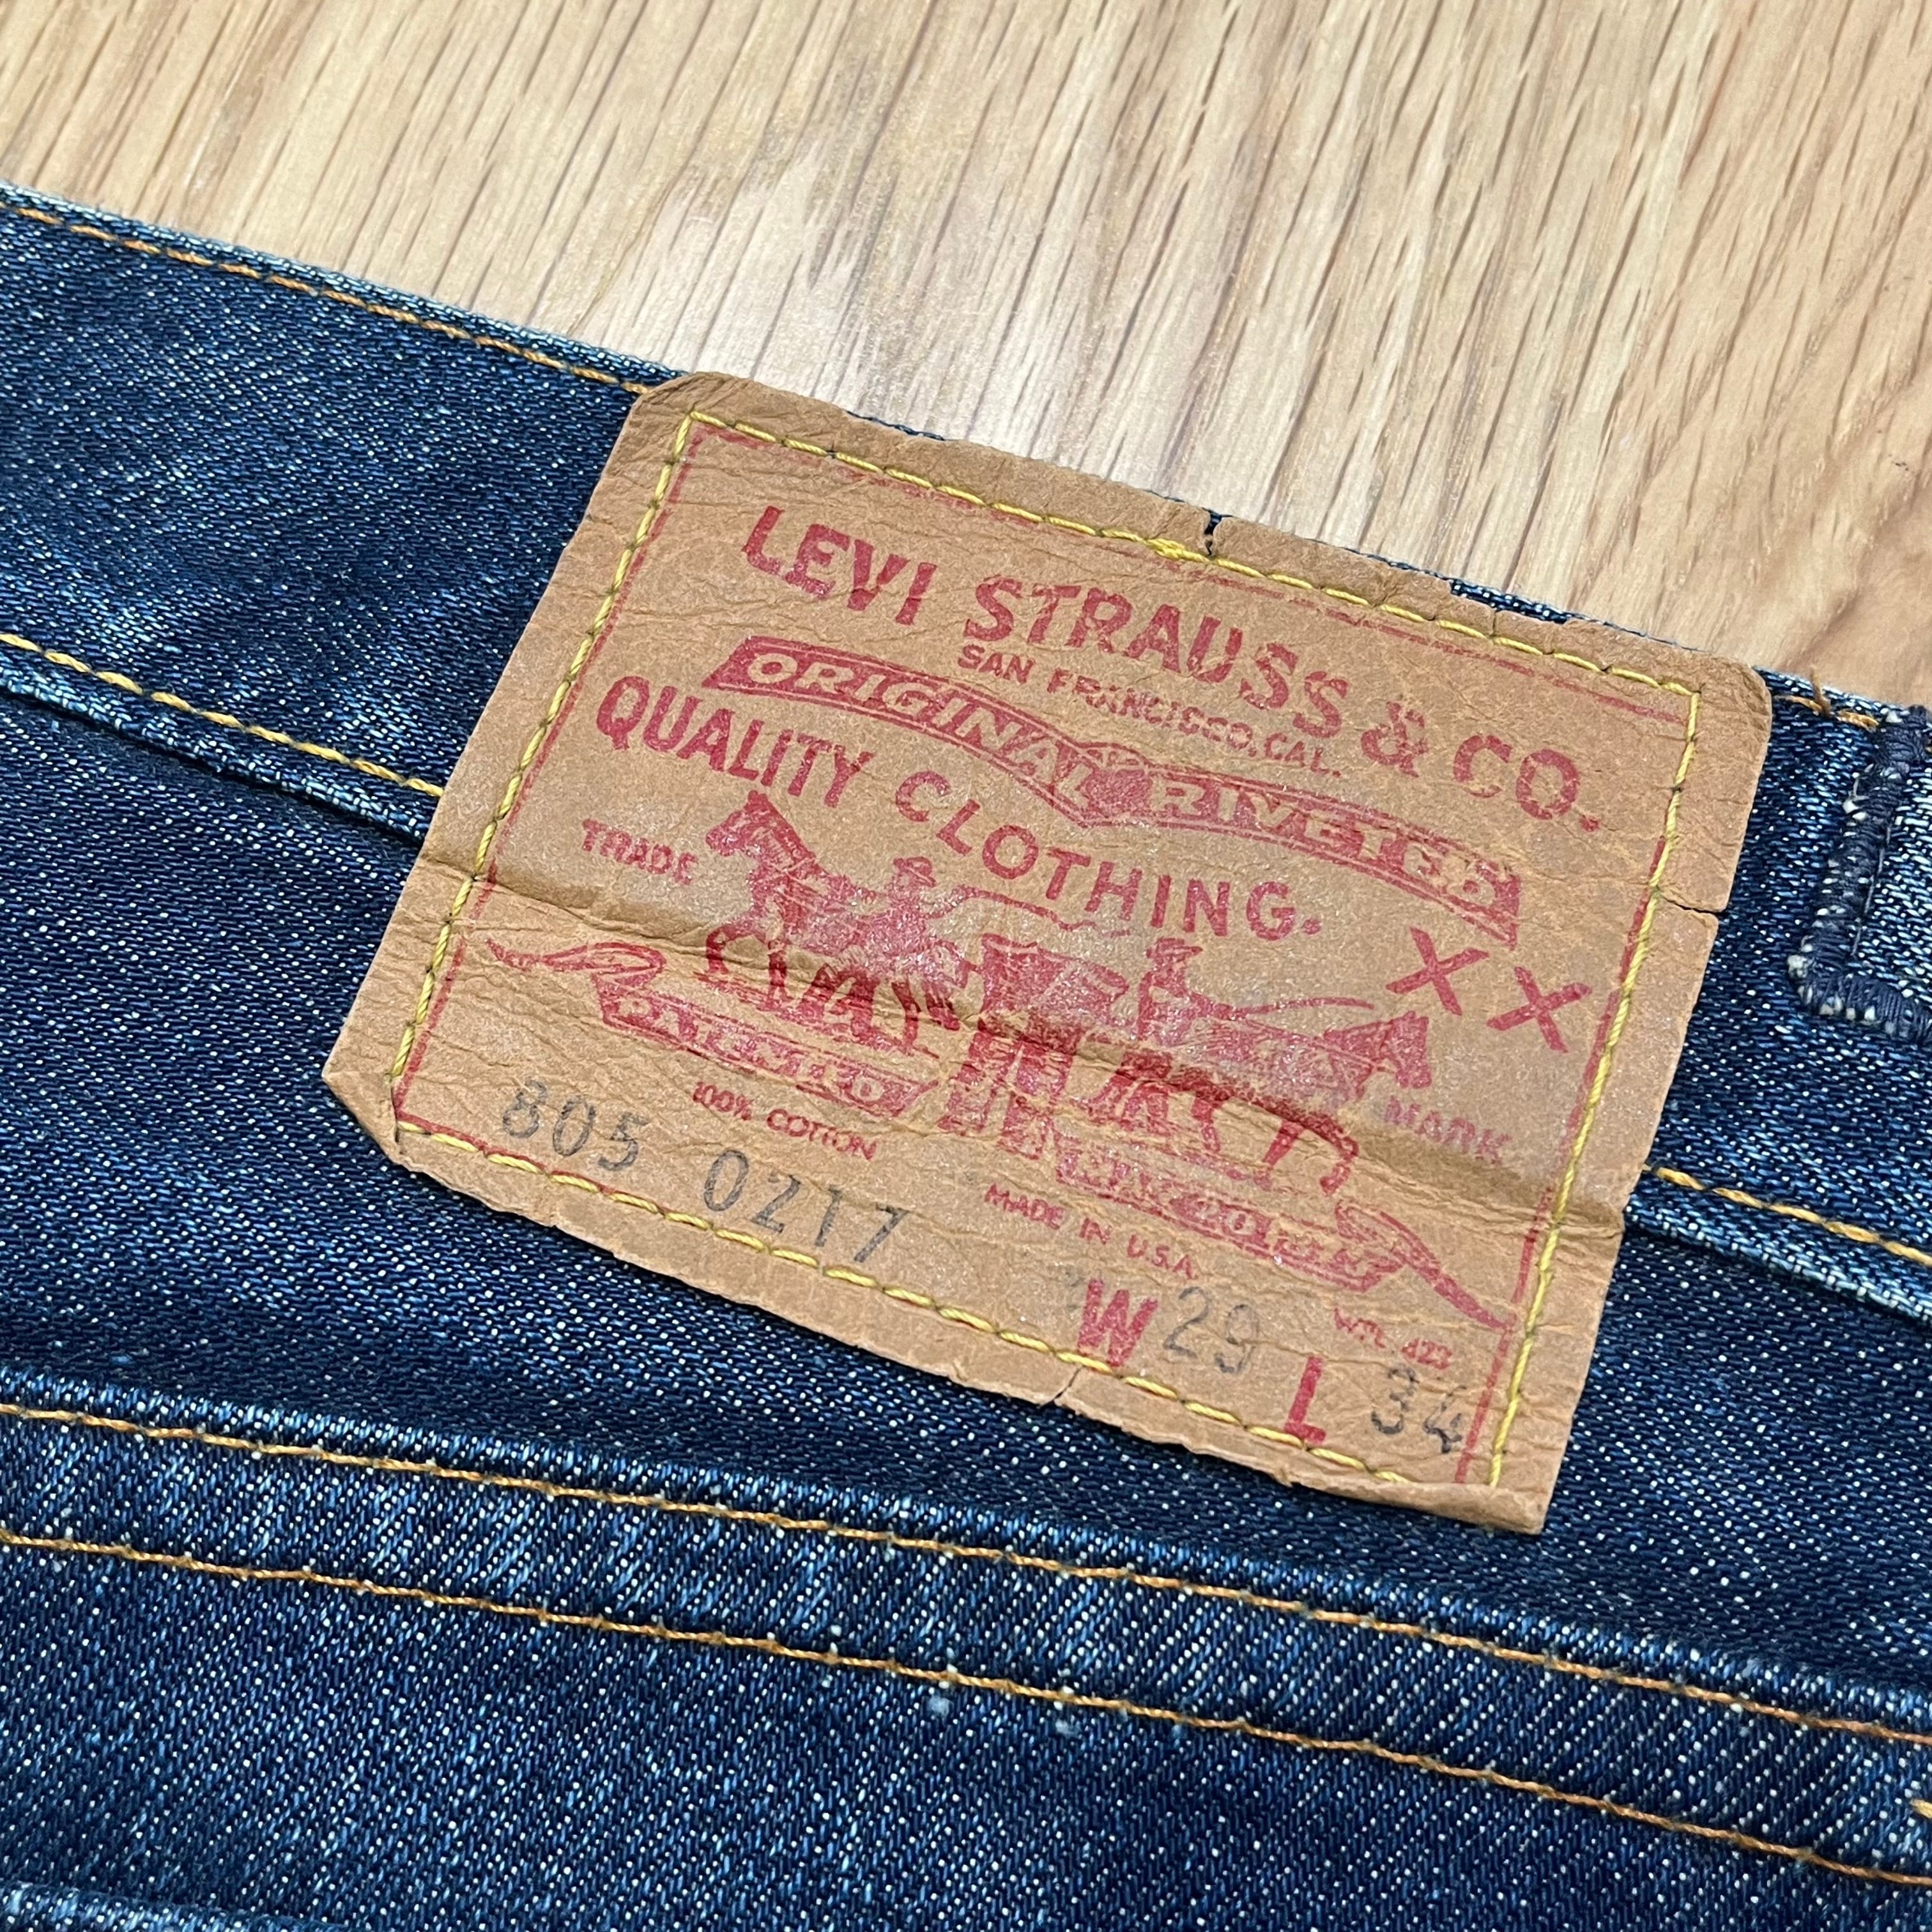 LEVI STRAUSS & CO.
SAN FRANCISCO, CAL.
ORIGINAL RIVETED
QUALITY CLOTHING.
TRADE MARK
XX
PATENTED
100% COTTON
805 0217
MADE IN U.S.A.
W 29 L 34